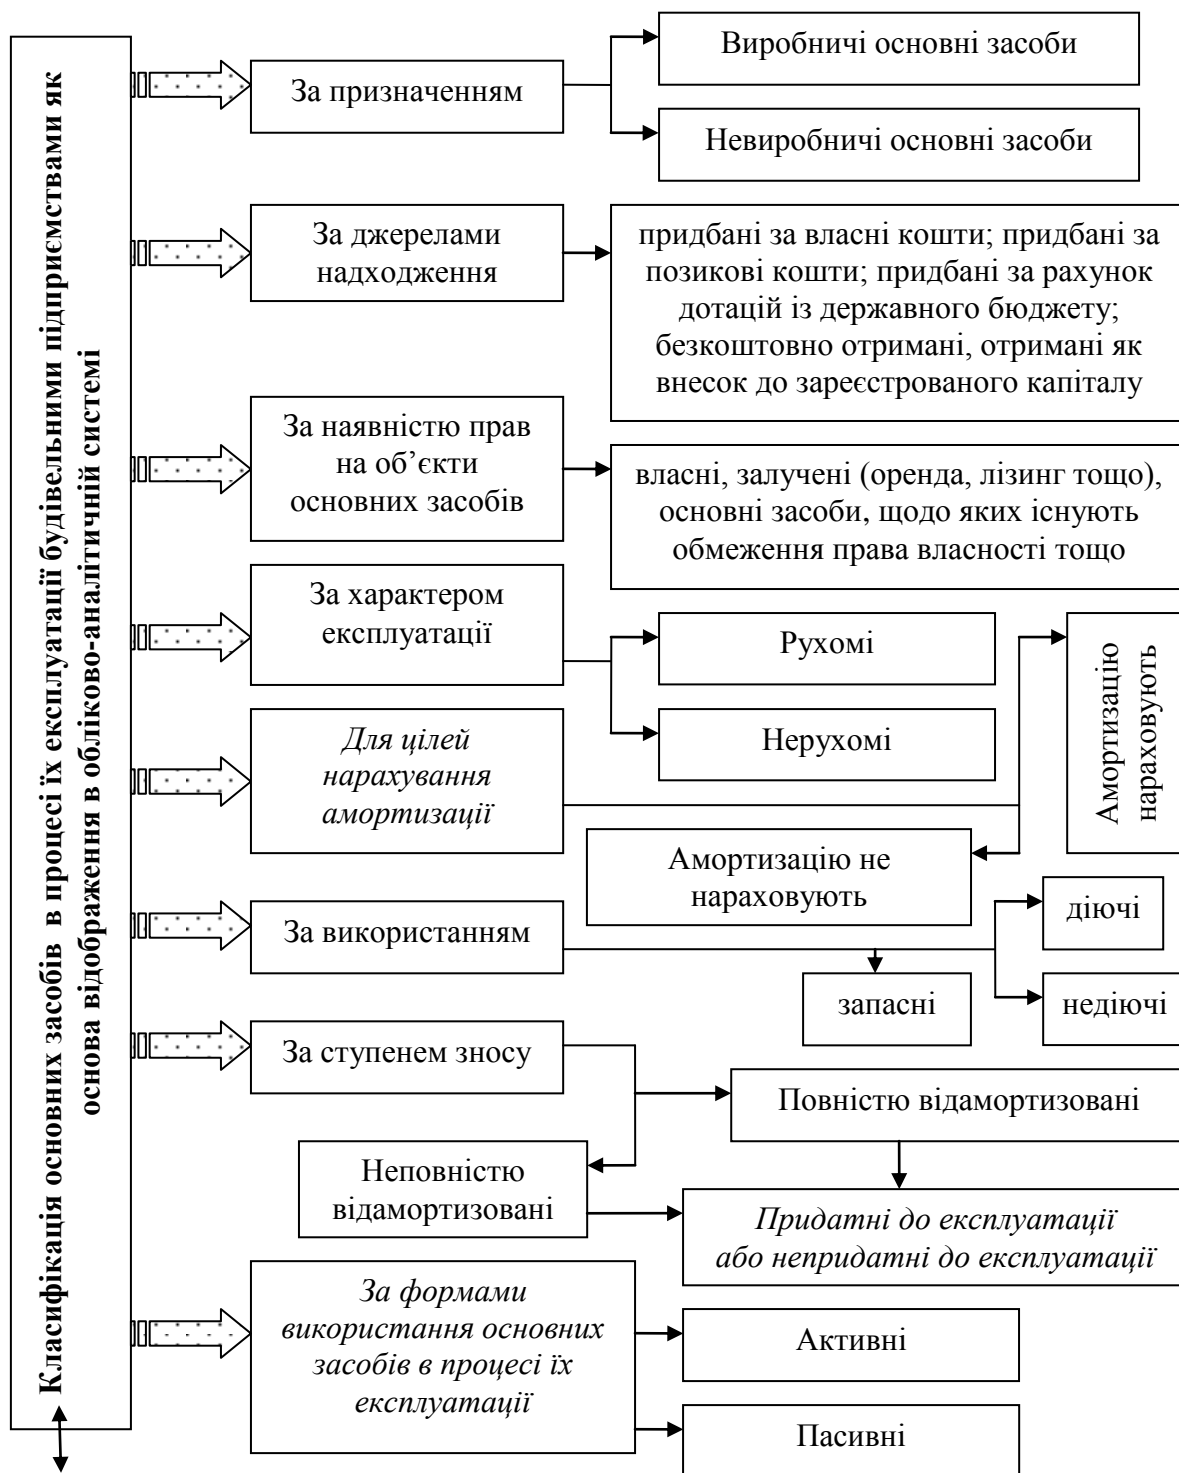 Класифікація основних засобів в процесі їх експлуатації будівельними підприємствами як
основа відображення в обліково-аналітичній системі
За призначенням
Виробничі основні засоби
Невиробничі основні засоби
За джерелами
надходження
придбані за власні кошти; придбані за
позикові кошти; придбані за рахунок
дотацій із державного бюджету;
безкоштовно отримані, отримані як
внесок до зареєстрованого капіталу
За наявністю прав
на об’єкти
основних засобів
власні, залучені (оренда, лізинг тощо),
основні засоби, щодо яких існують
обмеження права власності тощо
За характером
експлуатації
Рухомі
Нерухомі
Для цілей
нарахування
амортизації
Амортизацію
нараховують
Амортизацію не
нараховують
За використанням
діючі
запасні
недіючі
За ступенем зносу
Повністю відамортизовані
Неповністю
відамортизовані
Придатні до експлуатації
або непридатні до експлуатації
За формами
використання основних
засобів в процесі їх
експлуатації
Активні
Пасивні